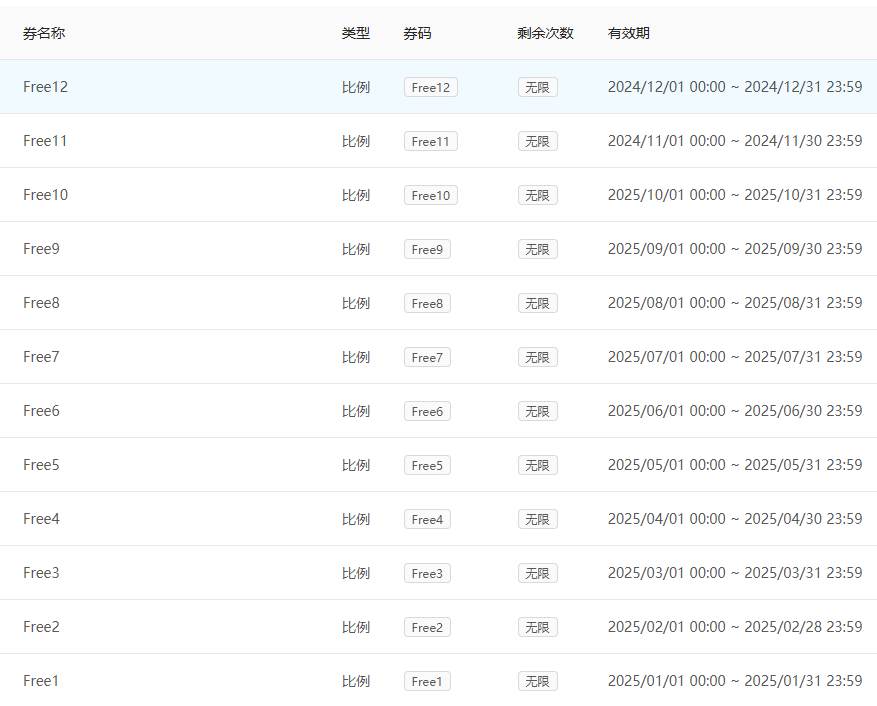 券名称 类型 券码 剩余次数 有效期
Free12 比例 Free12 无限 2024/12/01 00:00 ~ 2024/12/31 23:59
Free11 比例 Free11 无限 2024/11/01 00:00 ~ 2024/11/30 23:59
Free10 比例 Free10 无限 2025/10/01 00:00 ~ 2025/10/31 23:59
Free9 比例 Free9 无限 2025/09/01 00:00 ~ 2025/09/30 23:59
Free8 比例 Free8 无限 2025/08/01 00:00 ~ 2025/08/31 23:59
Free7 比例 Free7 无限 2025/07/01 00:00 ~ 2025/07/31 23:59
Free6 比例 Free6 无限 2025/06/01 00:00 ~ 2025/06/30 23:59
Free5 比例 Free5 无限 2025/05/01 00:00 ~ 2025/05/31 23:59
Free4 比例 Free4 无限 2025/04/01 00:00 ~ 2025/04/30 23:59
Free3 比例 Free3 无限 2025/03/01 00:00 ~ 2025/03/31 23:59
Free2 比例 Free2 无限 2025/02/01 00:00 ~ 2025/02/28 23:59
Free1 比例 Free1 无限 2025/01/01 00:00 ~ 2025/01/31 23:59